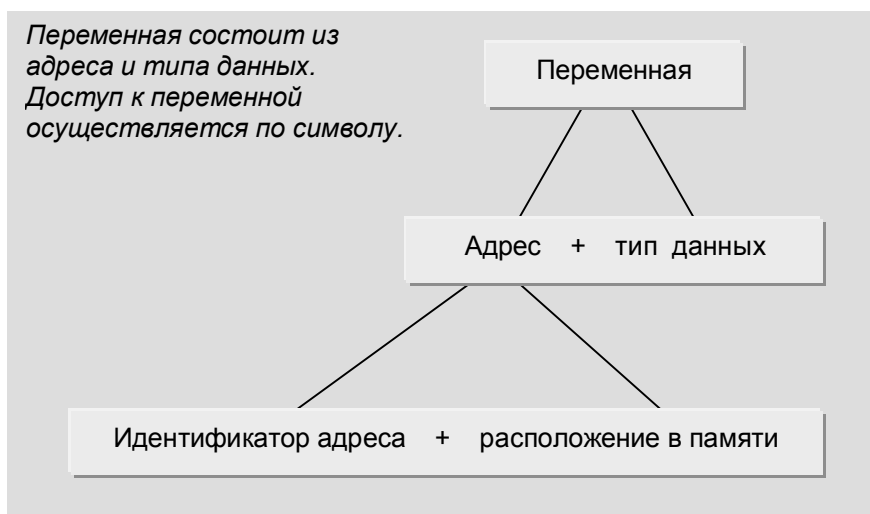 Переменная состоит из
адреса и типа данных.
Доступ к переменной
осуществляется по символу.
Переменная
Адрес + тип данных
Идентификатор адреса + расположение в памяти